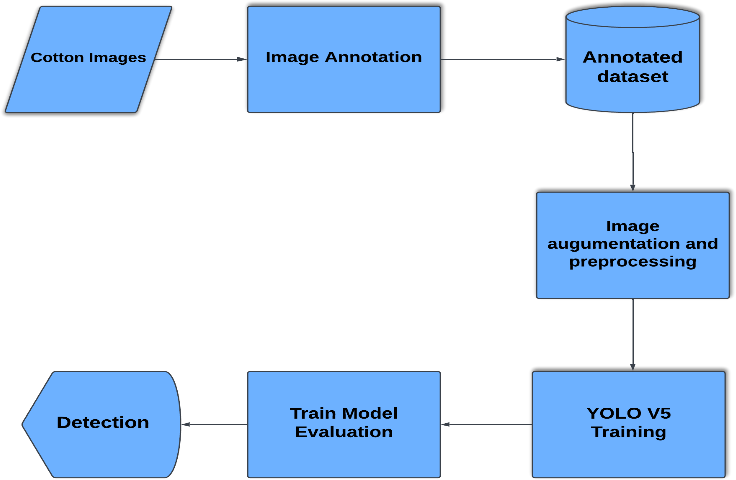 Cotton Images
Image Annotation
Annotated
dataset
Image
augumentation and
preprocessing
YOLO V5
Training
Train Model
Evaluation
Detection